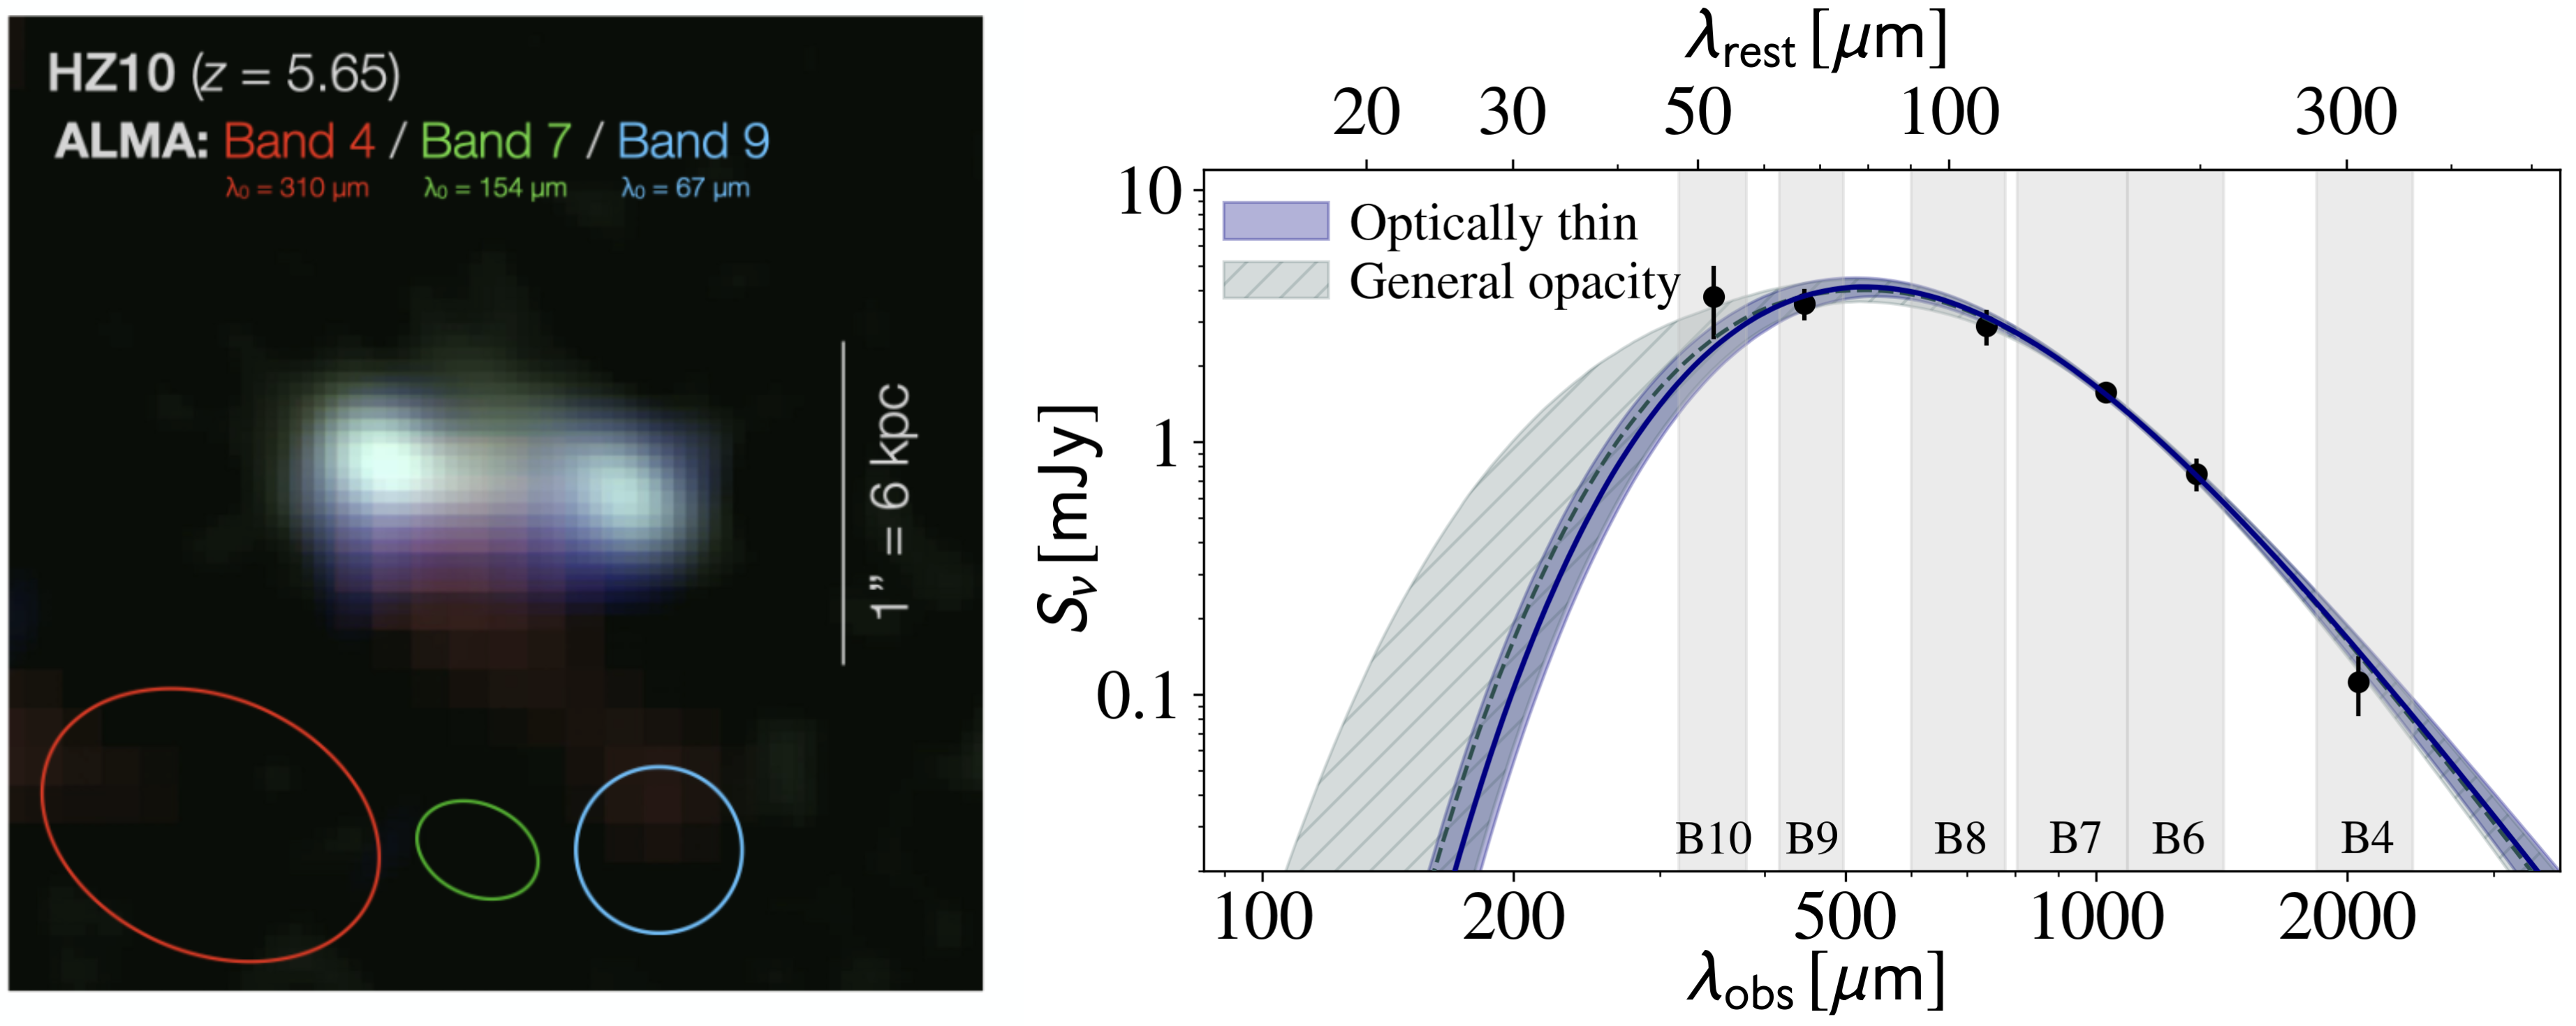 HZ10 (z = 5.65)
ALMA: Band 4 / Band 7 / Band 9
λ₀ = 310 μm λ₀ = 154 μm λ₀ = 67 μm
1” = 6 kpc
λrest [μm]
20 30 50 100 300
10
1
0.1
Sν [mJy]
Optically thin
General opacity
B10 B9 B8 B7 B6 B4
100 200 500 1000 2000
λobs [μm]